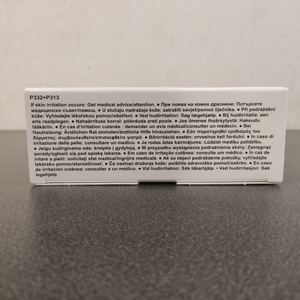 P332+P313
If skin irritation occurs: Get medical advice/attention. • При поява на кожно дразнене: Потърсете
медицински съвет/помощ. • U slučaju nadražaja kože: zatražiti savjet/pomoć liječnika. • Při podráždění
kůže: Vyhledejte lékařskou pomoc/ošetření. • Ved hudirritation: Søg lægehjælp. • Bij huidirritatie: een
arts raadplegen. • Nahaärrituse korral: pöörduda arsti poole. • Jos ilmenee ihoärsytystä: Hakeudu
lääkäriin. • En cas d'irritation cutanée : demander un avis médical/consulter un médecin. • Bei
Hautreizung: Ärztlichen Rat einholen/ärztliche Hilfe hinzuziehen. • Εάν παρατηρηθεί ερεθισμός του
δέρματος: συμβουλευθείτε/επισκεφθείτε γιατρό. • Bőrirritáció esetén: orvoshoz kell fordulni. • In caso di
irritazione della pelle: consultare un medico. • Ja rodas ādas kairinājums: Lūdziet mediķu palīdzību.
• Jeigu sudirginama oda: kreiptis į gydytoją. • W przypadku wystąpienia podrażnienia skóry: Zasięgnąć
porady/zgłosić się pod opiekę lekarza. • Em caso de irritação cutânea: consulte um médico. • În caz de
iritare a pielii: consultați medicul. • Ak sa objaví podráždenie pokožky, vyhľadajte
lekársku pomoc/starostlivosť. • Če nastopi draženje kože: poiščite zdravniško pomoč/oskrbo. • En
caso de irritación cutánea: consultar a un médico. • Ved hudirritasjon: Søk legehjelp. • Vid hudirritation: Sök